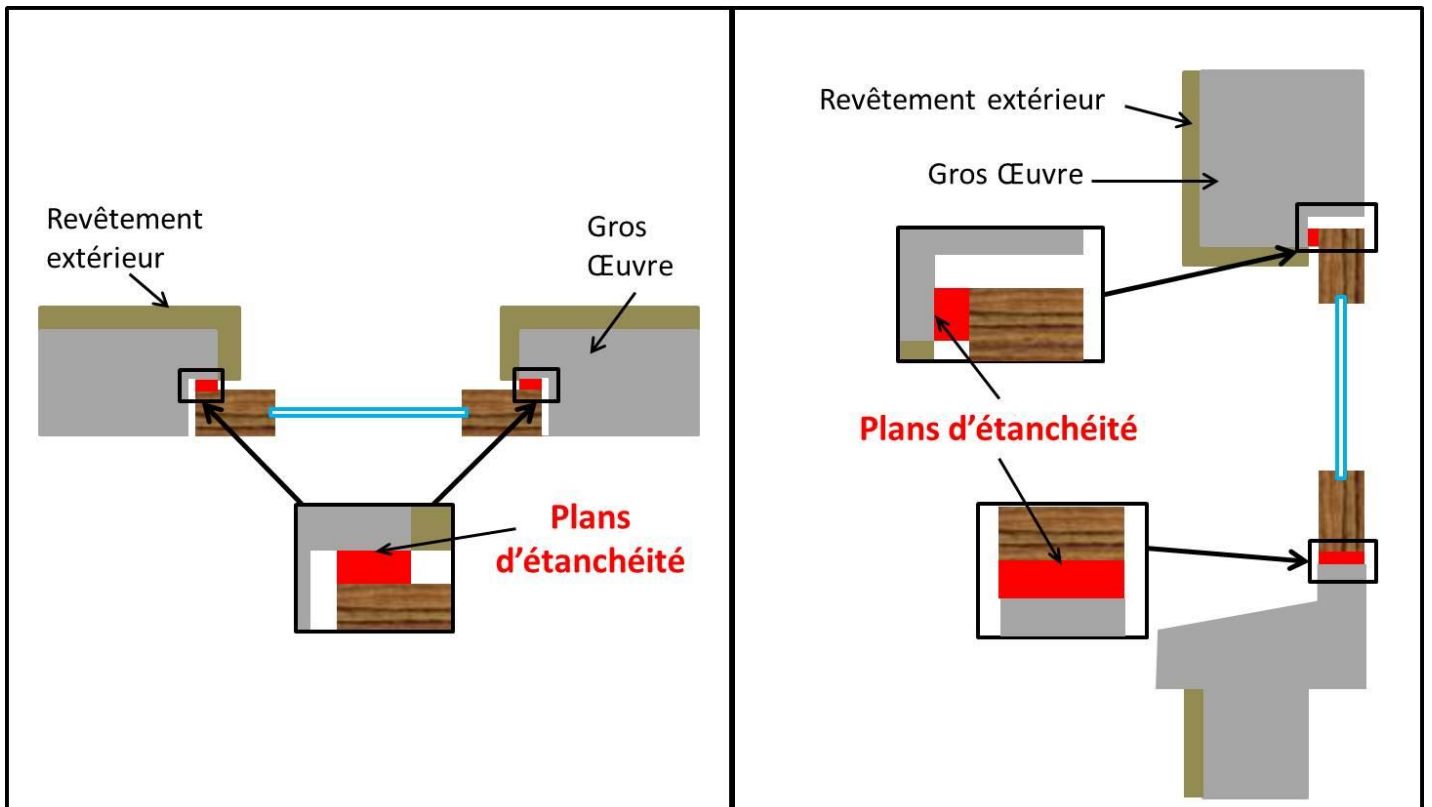 Revêtement
extérieur
Gros
Œuvre
Plans
d’étanchéité
Revêtement extérieur
Gros Œuvre
Plans d’étanchéité